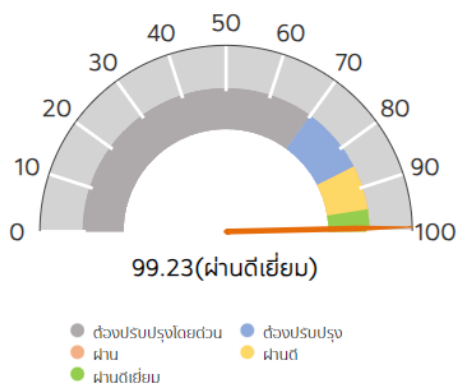 50
40
60
30
70
20
80
10
90
0
100
99.23(ผ่านดีเยี่ยม)
ต้องปรับปรุงโดยด่วน
ต้องปรับปรุง
ผ่าน
ผ่านดี
ผ่านดีเยี่ยม